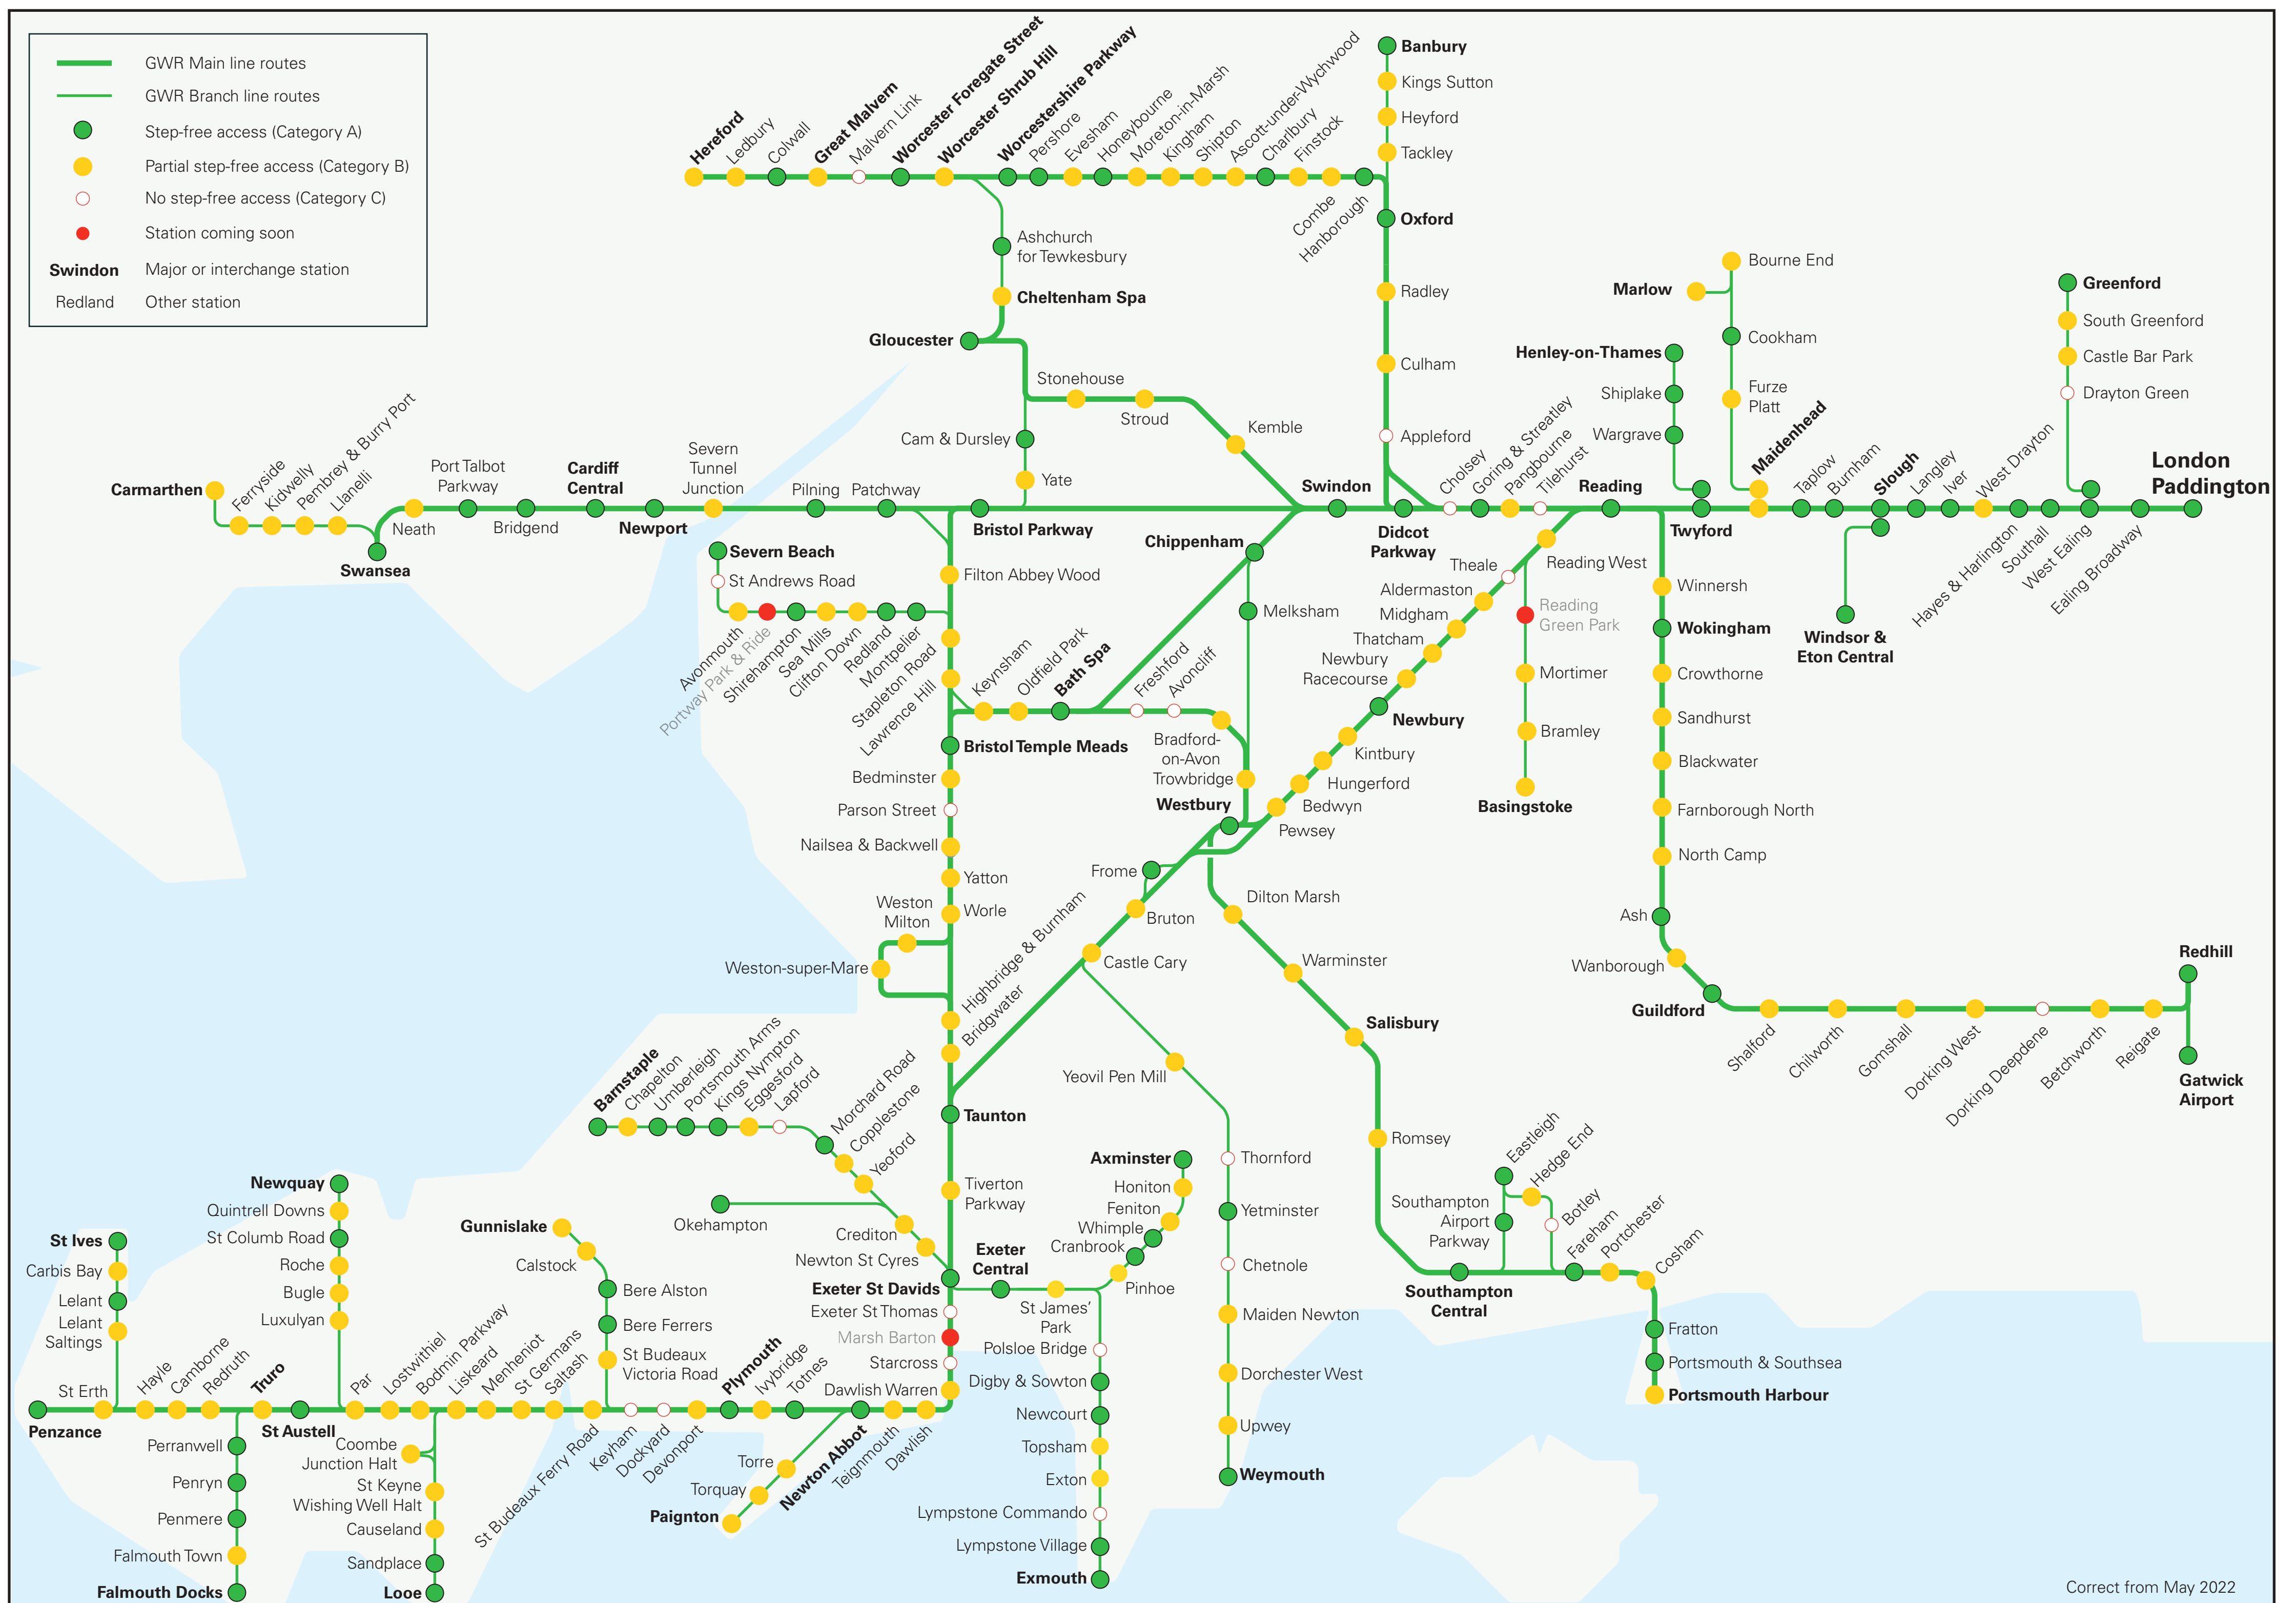 GWR Main line routes
GWR Branch line routes
Step-free access (Category A)
Partial step-free access (Category B)
No step-free access (Category C)
Station coming soon
Swindon
Major or interchange station
Redland
Other station
Hereford
Ledbury
Colwall
Great Malvern
Malvern Link
Worcester Foregate Street
Worcester Shrub Hill
Worcestershire Parkway
Pershore
Evesham
Honeybourne
Moreton-in-Marsh
Kingham
Shipton
Ascott-under-Wychwood
Charlbury
Finstock
Combe
Hanborough
Banbury
Kings Sutton
Heyford
Tackley
Oxford
Radley
Culham
Appleford
Ashchurch
for Tewkesbury
Cheltenham Spa
Gloucester
Stonehouse
Stroud
Kemble
Cam & Dursley
Yate
Marlow
Bourne End
Cookham
Furze
Platt
Maidenhead
Henley-on-Thames
Shiplake
Wargrave
Greenford
South Greenford
Castle Bar Park
Drayton Green
Carmarthen
Ferryside
Kidwelly
Pembrey & Burry Port
Llanelli
Swansea
Neath
Port Talbot
Parkway
Bridgend
Cardiff
Central
Newport
Severn
Tunnel
Junction
Pilning
Patchway
Bristol Parkway
Swindon
Didcot
Parkway
Cholsey
Goring & Streatley
Pangbourne
Tilehurst
Reading
Twyford
Taplow
Burnham
Slough
Langley
Iver
West Drayton
Hayes & Harlington
Southall
West Ealing
Ealing Broadway
London
Paddington
Windsor &
Eton Central
Severn Beach
St Andrews Road
Avonmouth
Portway Park & Ride
Shirehampton
Sea Mills
Clifton Down
Redland
Montpelier
Filton Abbey Wood
Stapleton Road
Lawrence Hill
Keynsham
Oldfield Park
Bath Spa
Freshford
Avoncliff
Bradford-
on-Avon
Trowbridge
Westbury
Chippenham
Melksham
Bristol Temple Meads
Bedminster
Parson Street
Nailsea & Backwell
Yatton
Worle
Weston
Milton
Weston-super-Mare
Highbridge & Burnham
Bridgwater
Taunton
Tiverton
Parkway
Reading West
Theale
Aldermaston
Midgham
Thatcham
Newbury
Racecourse
Newbury
Kintbury
Hungerford
Bedwyn
Pewsey
Reading
Green Park
Mortimer
Bramley
Basingstoke
Winnersh
Wokingham
Crowthorne
Sandhurst
Blackwater
Farnborough North
North Camp
Ash
Wanborough
Guildford
Shalford
Chilworth
Gomshall
Dorking West
Dorking Deepdene
Betchworth
Reigate
Redhill
Gatwick
Airport
Frome
Bruton
Castle Cary
Dilton Marsh
Warminster
Salisbury
Romsey
Southampton
Central
Southampton
Airport
Parkway
Eastleigh
Hedge End
Botley
Fareham
Portchester
Cosham
Fratton
Portsmouth & Southsea
Portsmouth Harbour
Yeovil Pen Mill
Thornford
Yetminster
Chetnole
Maiden Newton
Dorchester West
Upwey
Weymouth
Barnstaple
Chapelton
Umberleigh
Portsmouth Arms
Kings Nympton
Eggesford
Lapford
Morchard Road
Copplestone
Yeoford
Okehampton
Crediton
Newton St Cyres
Exeter St Davids
Exeter
Central
St James'
Park
Pinhoe
Cranbrook
Whimple
Feniton
Honiton
Axminster
Polsloe Bridge
Digby & Sowton
Newcourt
Topsham
Exton
Lympstone Commando
Lympstone Village
Exmouth
Exeter St Thomas
Marsh Barton
Starcross
Dawlish Warren
Dawlish
Teignmouth
Newton Abbot
Torre
Torquay
Paignton
Totnes
Ivybridge
Plymouth
Devonport
Dockyard
Keyham
St Budeaux Ferry Road
Gunnislake
Calstock
Bere Alston
Bere Ferrers
St Budeaux
Victoria Road
Saltash
St Germans
Menheniot
Liskeard
Bodmin Parkway
Lostwithiel
Par
Newquay
Quintrell Downs
St Columb Road
Roche
Bugle
Luxulyan
Coombe
Junction Halt
St Keyne
Wishing Well Halt
Causeland
Sandplace
Looe
St Austell
Truro
Perranwell
Penryn
Penmere
Falmouth Town
Falmouth Docks
Redruth
Camborne
Hayle
St Erth
Penzance
St Ives
Carbis Bay
Lelant
Lelant
Saltings
Correct from May 2022